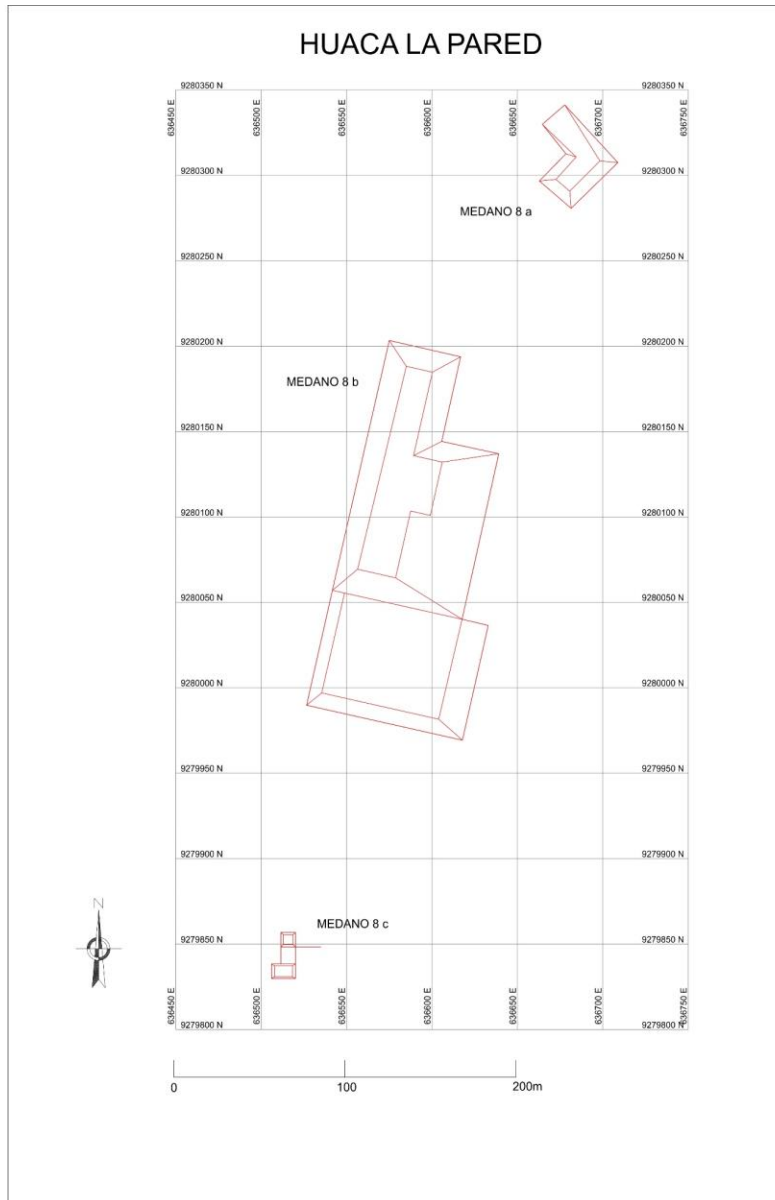 HUACA LA PARED
9280350 N
9280350 N
636450 E
636500 E
636550 E
636600 E
636650 E
636700 E
636750 E
9280300 N
9280300 N
MEDANO 8 a
9280250 N
9280250 N
9280200 N
9280200 N
MEDANO 8 b
9280150 N
9280150 N
9280100 N
9280100 N
9280050 N
9280050 N
9280000 N
9280000 N
9279950 N
9279950 N
9279900 N
9279900 N
N
MEDANO 8 c
9279850 N
9279850 N
636450 E
636500 E
636550 E
636600 E
636650 E
636700 E
636750 E
9279800 N
9279800 N
0 100 200m